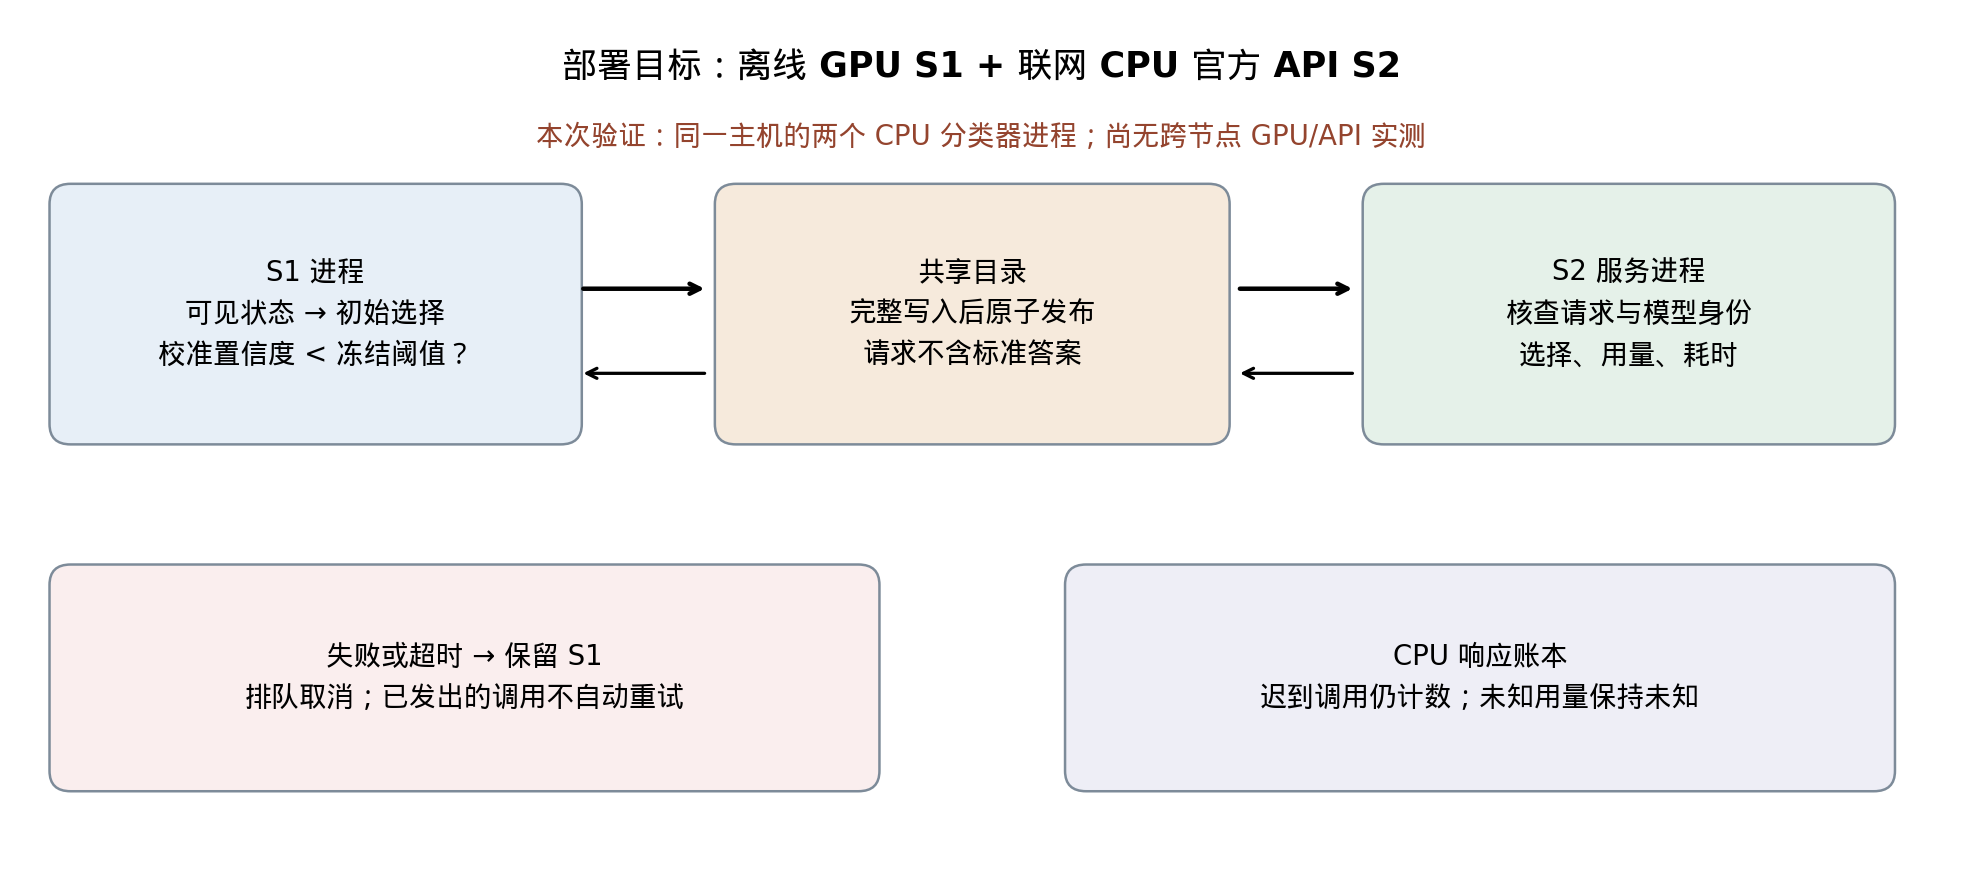 部署目标：离线 GPU S1 + 联网 CPU 官方 API S2
本次验证：同一主机的两个 CPU 分类器进程；尚无跨节点 GPU/API 实测
S1 进程
可见状态 → 初始选择
校准置信度 < 冻结阈值？
共享目录
完整写入后原子发布
请求不含标准答案
S2 服务进程
核查请求与模型身份
选择、用量、耗时
失败或超时 → 保留 S1
排队取消；已发出的调用不自动重试
CPU 响应账本
迟到调用仍计数；未知用量保持未知